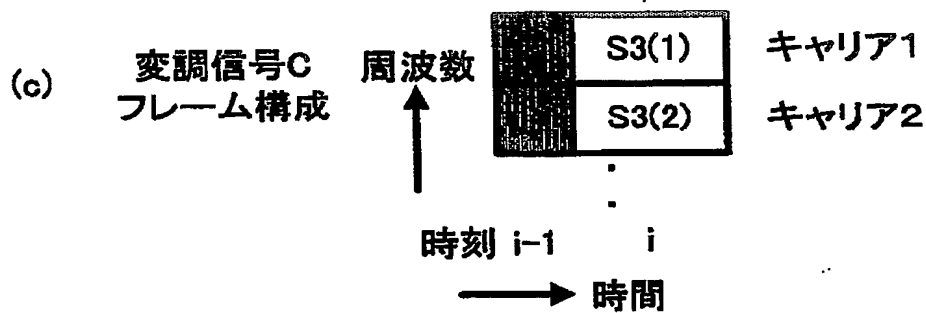 (c)
変調信号C
フレーム構成
周波数
S3(1)
キャリア1
S3(2)
キャリア2
時刻 i-1 i
時間